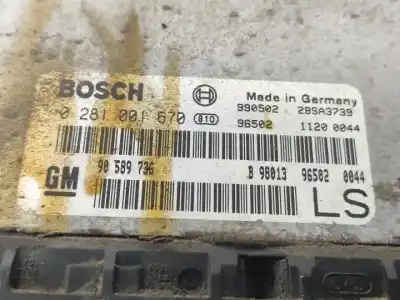 BOSCH Made in Germany
990502 28SA3739
0 281 001 670 810 96502 1120 0044
GM 90 589 736 B 98013 96502 0044
LS